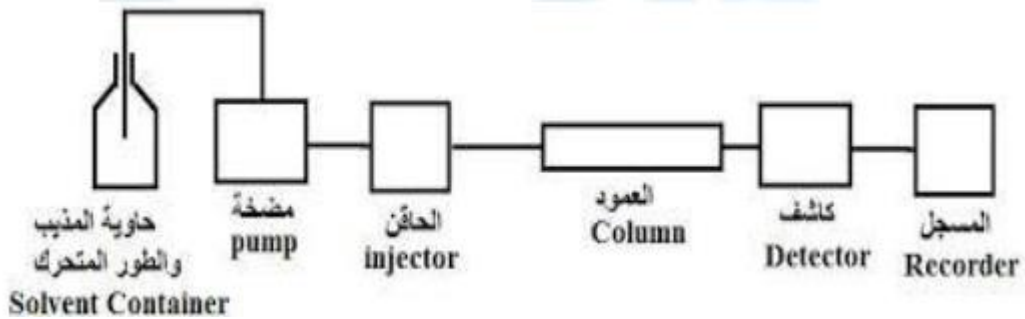 حاوية المذيب
والطور المتحرك
Solvent Container
مضخة
pump
الحاقن
injector
العمود
Column
كاشف
Detector
المسجل
Recorder